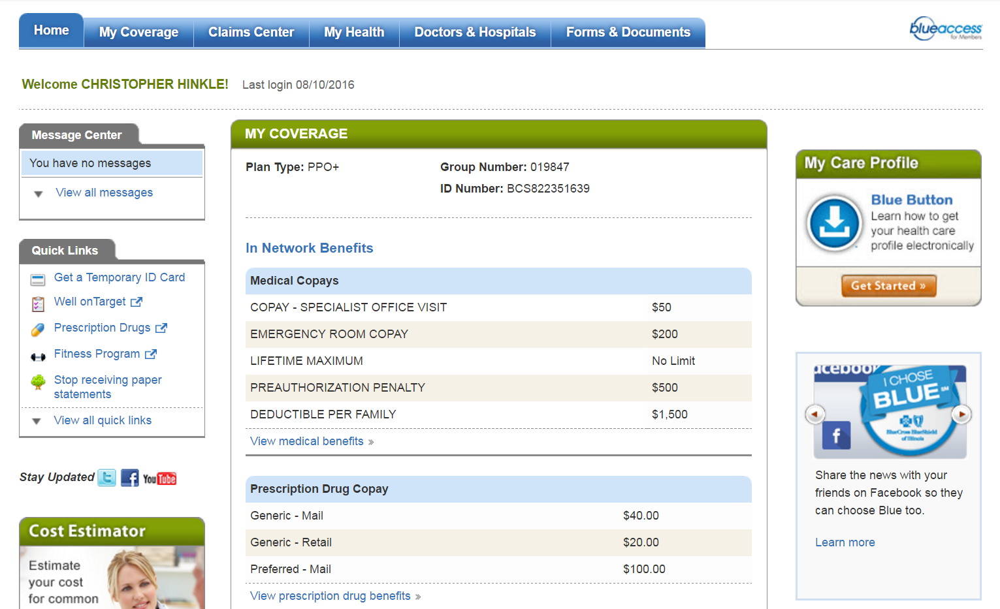 Home
My Coverage
Claims Center
My Health
Doctors & Hospitals
Forms & Documents
blueaccess
for Members
Welcome CHRISTOPHER HINKLE! Last login 08/10/2016
Message Center
You have no messages
View all messages
Quick Links
Get a Temporary ID Card
Well onTarget
Prescription Drugs
Fitness Program
Stop receiving paper
statements
View all quick links
Stay Updated
t
f
You Tube
Cost Estimator
Estimate
your cost
for common
MY COVERAGE
Plan Type: PPO+
Group Number: 019847
ID Number: BCS822351639
In Network Benefits
Medical Copays
COPAY - SPECIALIST OFFICE VISIT $50
EMERGENCY ROOM COPAY $200
LIFETIME MAXIMUM No Limit
PREAUTHORIZATION PENALTY $500
DEDUCTIBLE PER FAMILY $1,500
View medical benefits »
Prescription Drug Copay
Generic - Mail $40.00
Generic - Retail $20.00
Preferred - Mail $100.00
View prescription drug benefits »
My Care Profile
Blue Button
Learn how to get
your health care
profile electronically
Get Started »
acebook
I CHOSE
BLUE℠
BlueCross BlueShield
of Illinois
f
Share the news with your
friends on Facebook so they
can choose Blue too.
Learn more